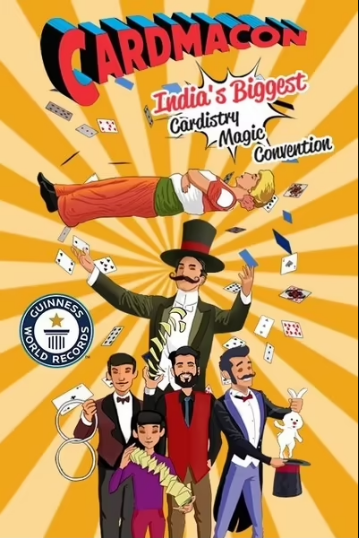 CARDMACON
India's Biggest
Cardistry
Magic
Convention
GUINNESS
WORLD RECORDS